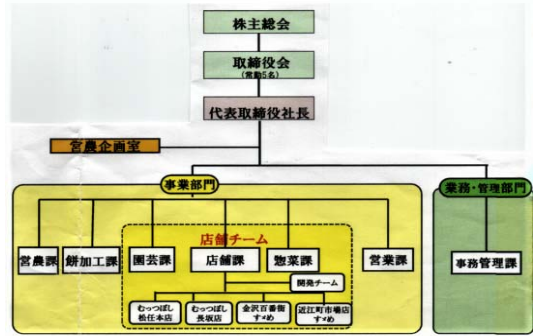 株主総会
取締役会
(常勤5名)
代表取締役社長
営農企画室
事業部門
業務・管理部門
店舗チーム
営農課
餅加工課
園芸課
店舗課
惣菜課
営業課
事務管理課
開発チーム
むっつぼし
松任本店
むっつぼし
長坂店
金沢百番街
すゞめ
近江町市場店
すゞめ